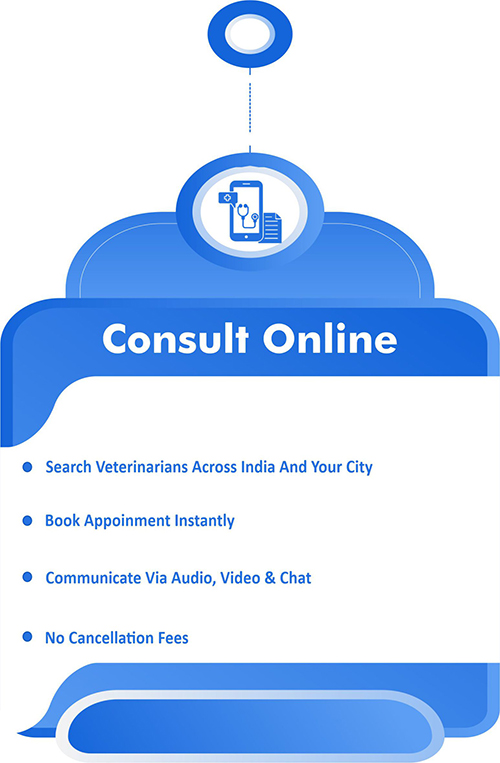 Consult Online
Search Veterinarians Across India And Your City
Book Appoinment Instantly
Communicate Via Audio, Video & Chat
No Cancellation Fees